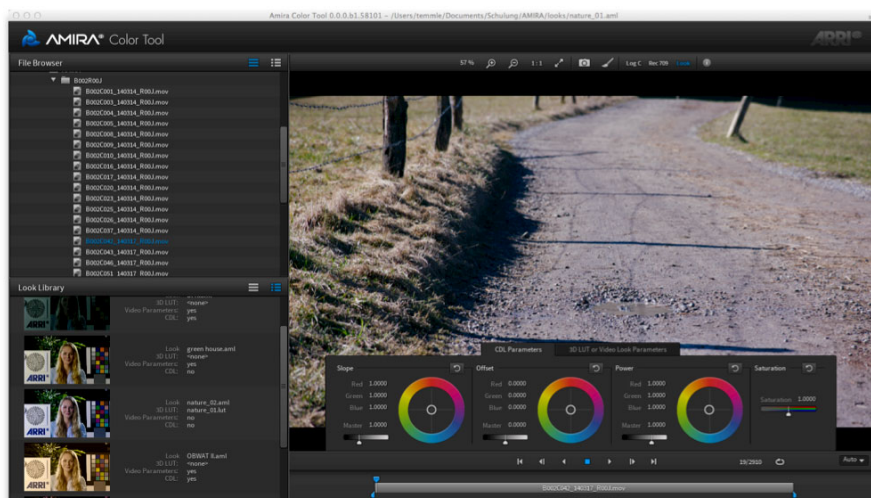 Amira Color Tool 0.0.0.b1.58101 - /Users/temmle/Documents/Schulung/AMIRA/looks/nature_01.aml
AMIRA® Color Tool
ARRI®
File Browser
57 %
1:1
Log C
Rec 709
Look
B002R00J
B002C001_140314_R00J.mov
B002C003_140314_R00J.mov
B002C004_140314_R00J.mov
B002C005_140314_R00J.mov
B002C008_140314_R00J.mov
B002C009_140314_R00J.mov
B002C010_140314_R00J.mov
B002C016_140314_R00J.mov
B002C017_140314_R00J.mov
B002C020_140314_R00J.mov
B002C023_140314_R00J.mov
B002C025_140314_R00J.mov
B002C026_140314_R00J.mov
B002C037_140314_R00J.mov
B002C042_140317_R00J.mov
B002C043_140317_R00J.mov
B002C046_140317_R00J.mov
B002C051_140317_R00J.mov
Look Library
3D LUT: <none>
Video Parameters: yes
CDL: yes
ARRI
Look green house.aml
3D LUT: <none>
Video Parameters: yes
CDL: no
ARRI
Look nature_01.aml
3D LUT: nature_01.lut
Video Parameters: no
CDL: no
ARRI
Look OBWAT II.aml
3D LUT: <none>
Video Parameters: yes
CDL: yes
ARRI
CDL Parameters
3D LUT or Video Look Parameters
Slope
Red 1.0000
Green 1.0000
Blue 1.0000
Master 1.0000
Offset
Red 0.0000
Green 0.0000
Blue 0.0000
Master 0.0000
Power
Red 1.0000
Green 1.0000
Blue 1.0000
Master 1.0000
Saturation
Saturation 1.0000
19/2910
Auto
B002C042_140317_R00J.mov